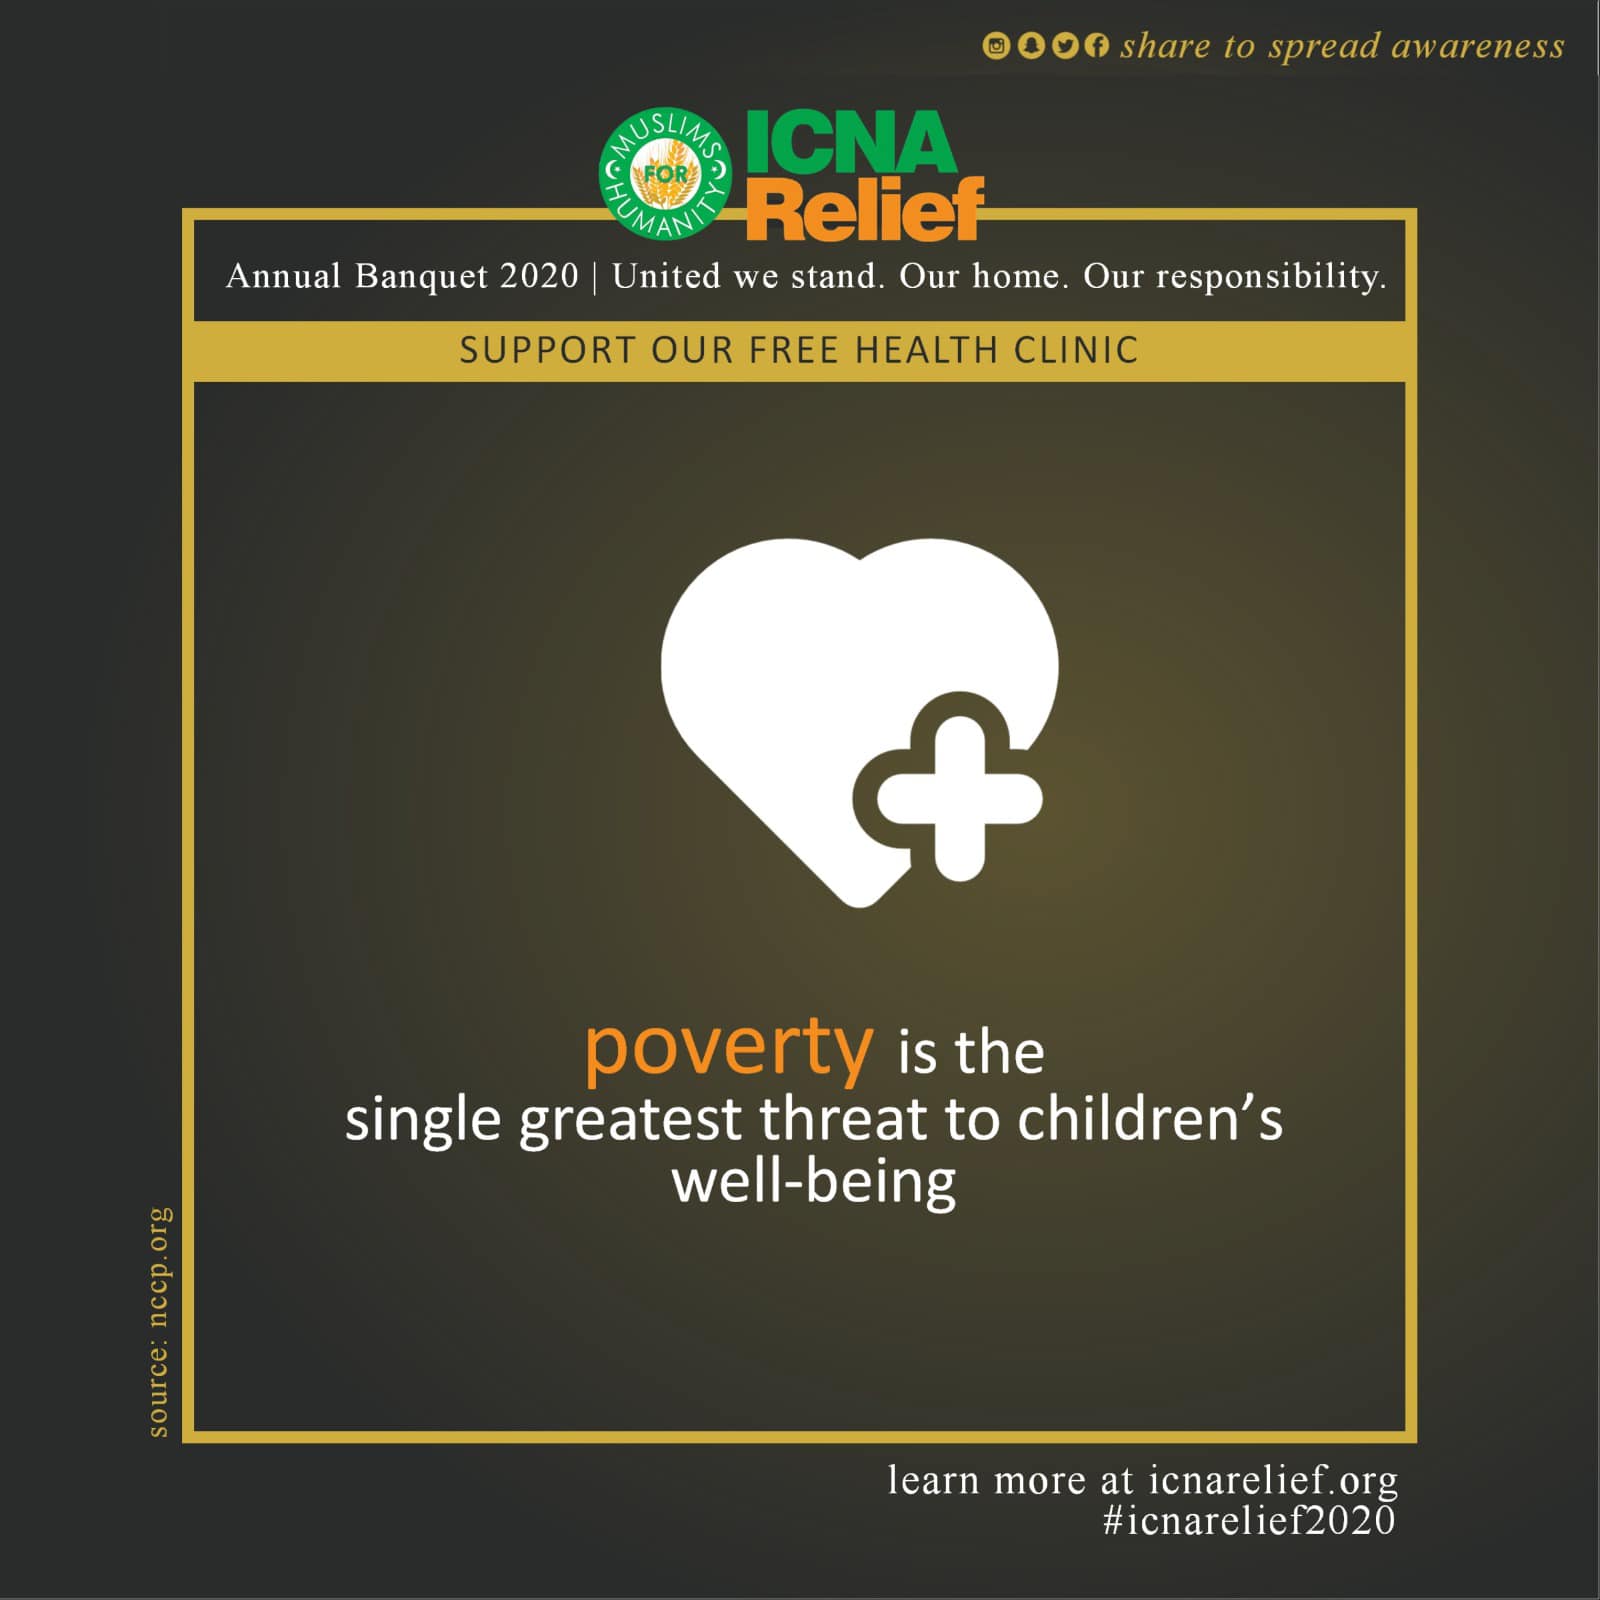 share to spread awareness
MUSLIMS FOR HUMANITY
ICNA
Relief
Annual Banquet 2020 | United we stand. Our home. Our responsibility.
SUPPORT OUR FREE HEALTH CLINIC
poverty is the
single greatest threat to children’s
well-being
source: nccp.org
learn more at icnarelief.org
#icnarelief2020